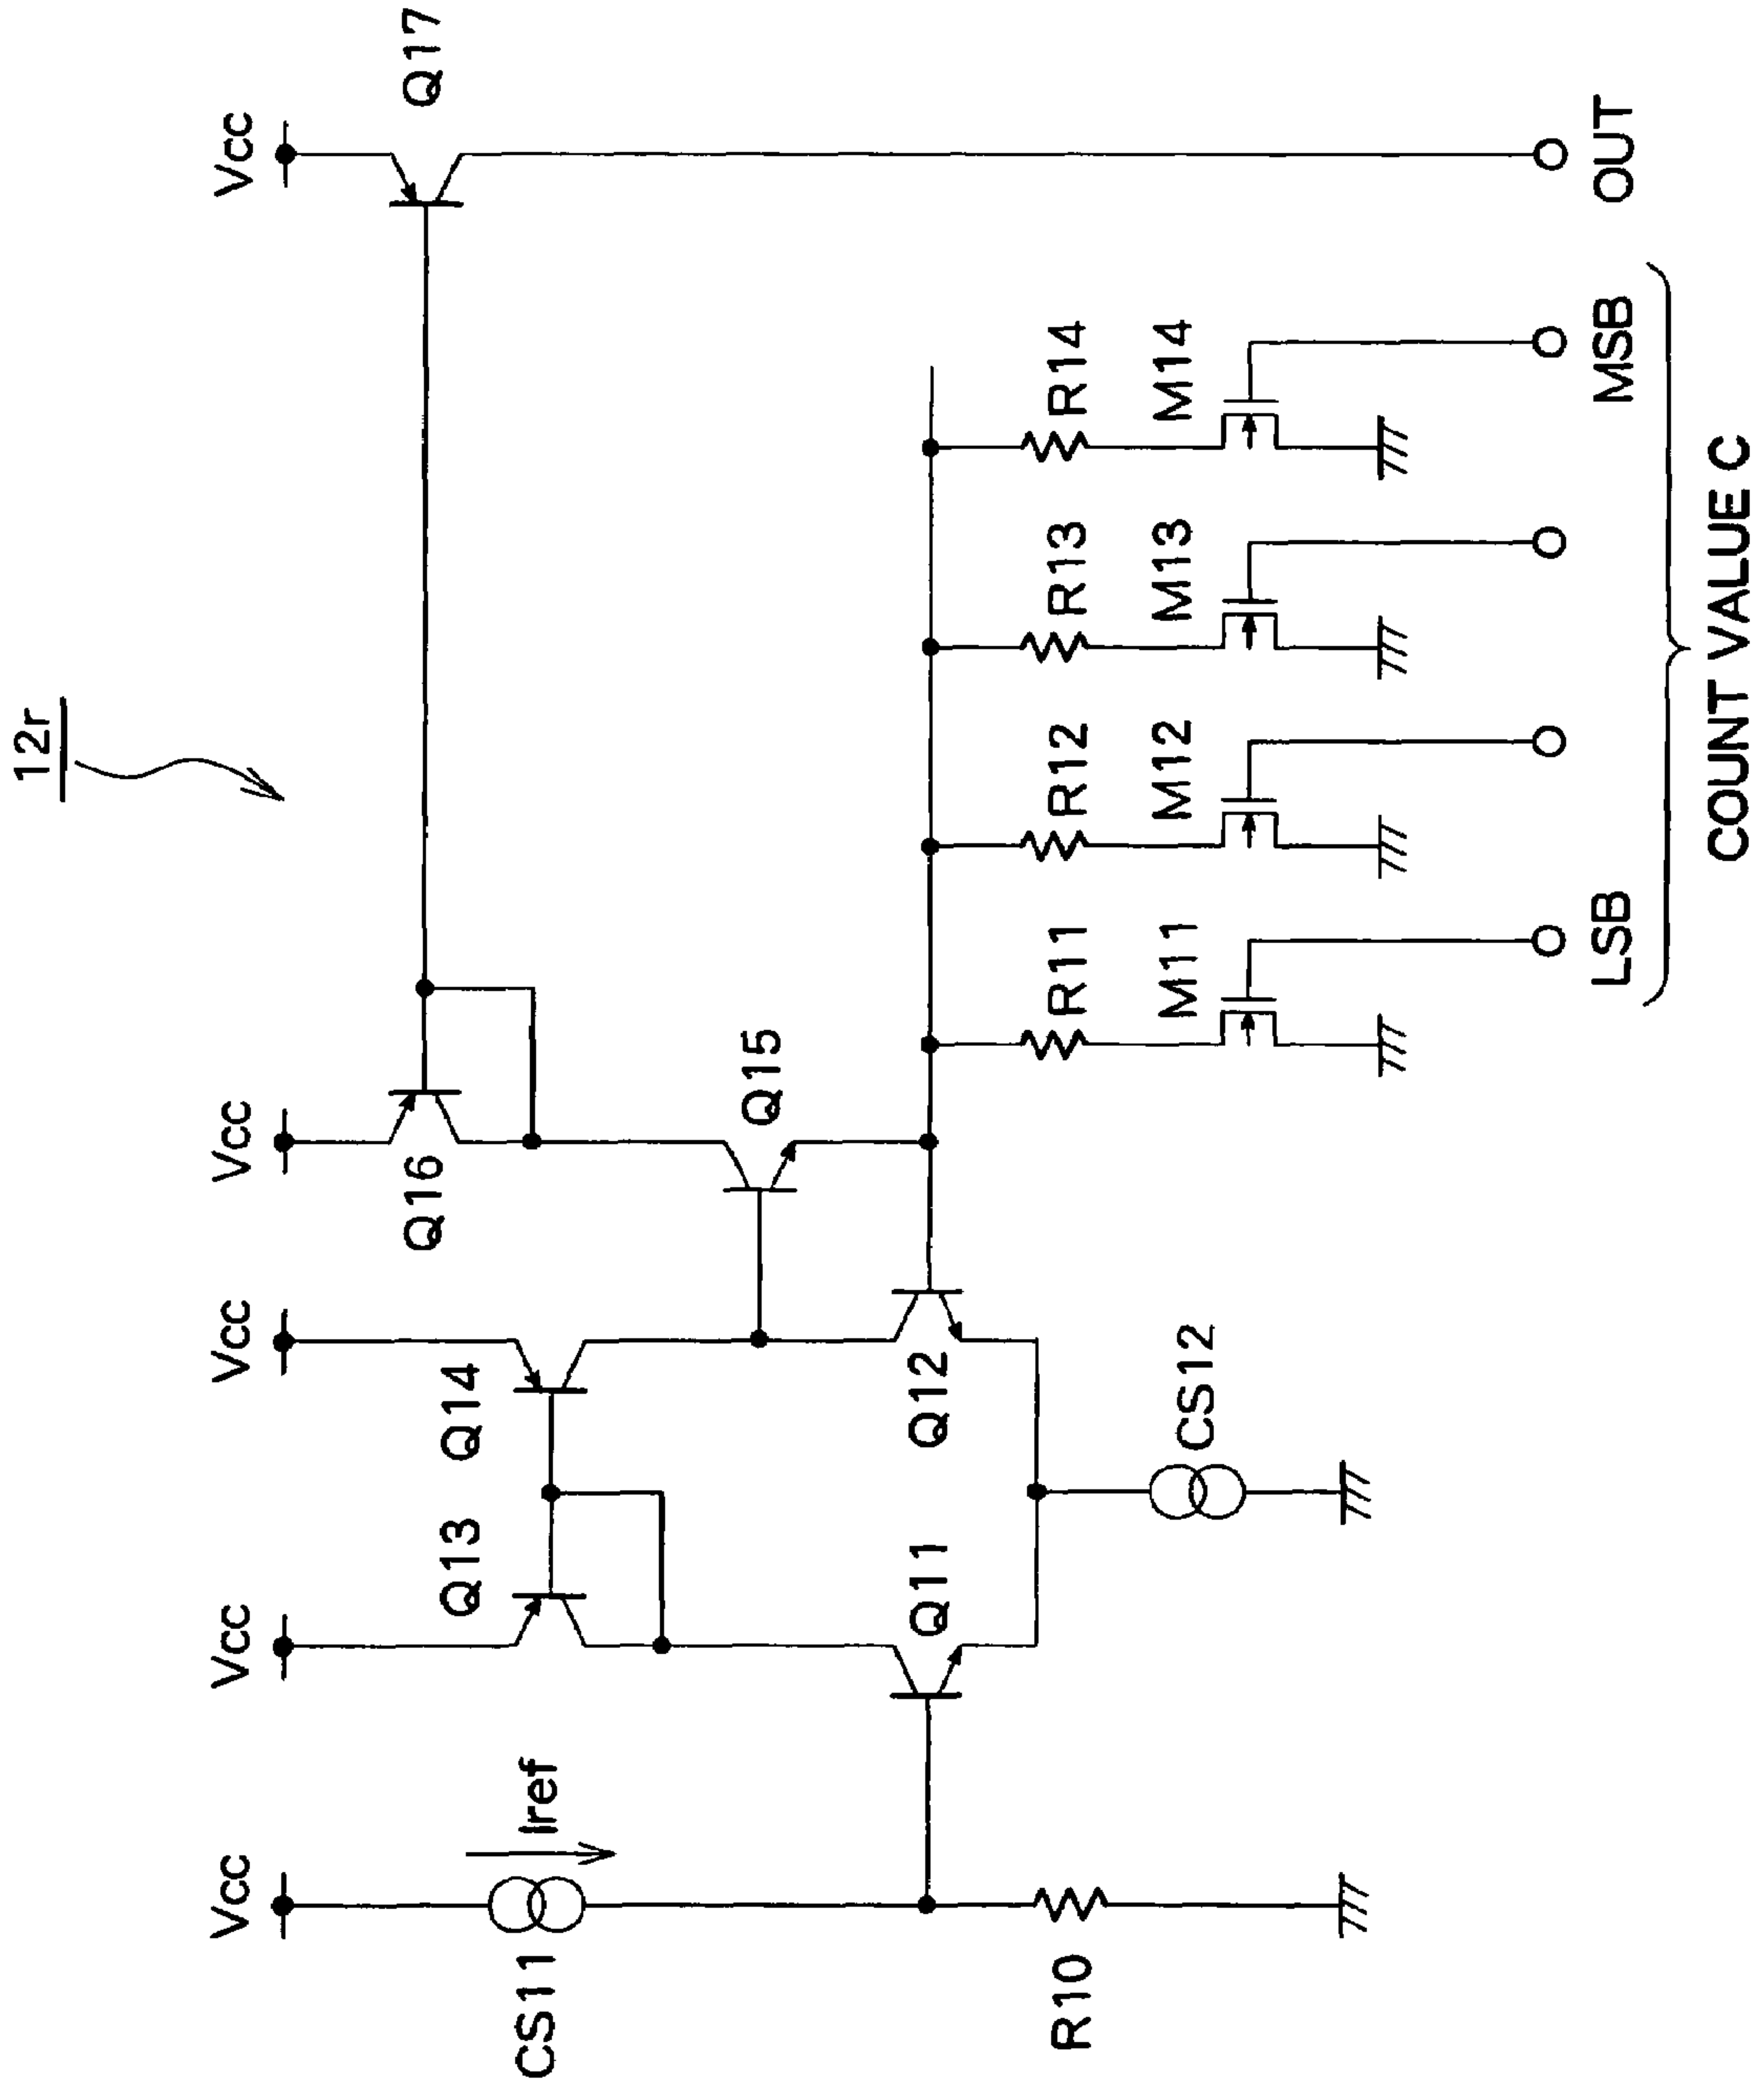 12r
Vcc
Vcc
Vcc
Vcc
Vcc
CS11
Iref
Q13
Q14
Q16
Q17
Q15
Q11
Q12
R10
CS12
R11
R12
R13
R14
M11
M12
M13
M14
LSB
MSB
OUT
COUNT VALUE C